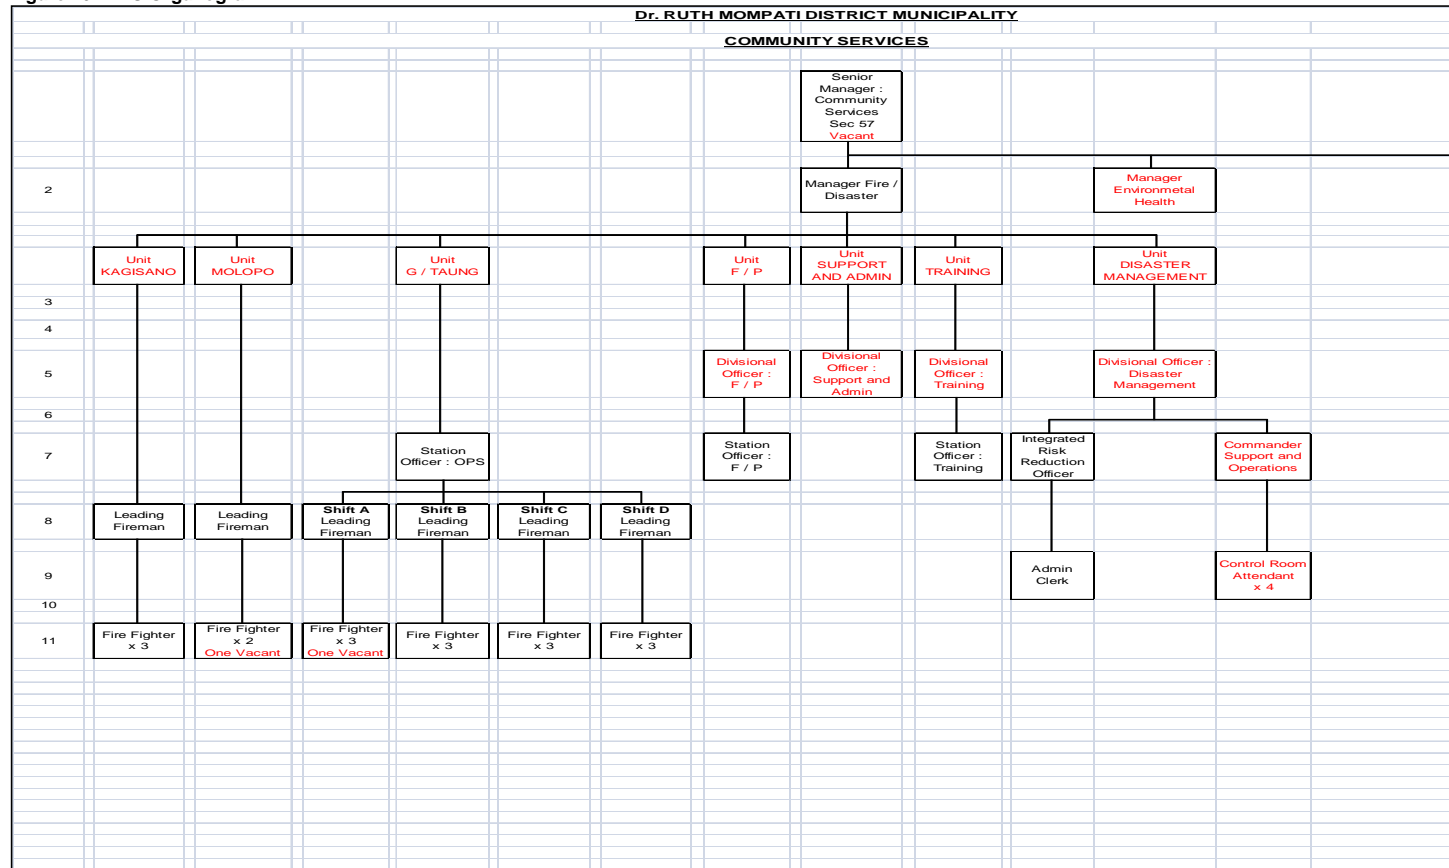 Dr. RUTH MOMPATI DISTRICT MUNICIPALITY
COMMUNITY SERVICES
Senior
Manager :
Community
Services
Sec 57
Vacant
2
Manager Fire /
Disaster
Manager
Environmetal
Health
Unit
KAGISANO
Unit
MOLOPO
Unit
G / TAUNG
Unit
F / P
Unit
SUPPORT
AND ADMIN
Unit
TRAINING
Unit
DISASTER
MANAGEMENT
3
4
5
Divisional
Officer :
F / P
Divisional
Officer :
Support and
Admin
Divisional
Officer :
Training
Divisional Officer :
Disaster
Management
6
7
Station
Officer : OPS
Station
Officer :
F / P
Station
Officer :
Training
Integrated
Risk
Reduction
Officer
Commander
Support and
Operations
8
Leading
Fireman
Leading
Fireman
Shift A
Leading
Fireman
Shift B
Leading
Fireman
Shift C
Leading
Fireman
Shift D
Leading
Fireman
9
Admin
Clerk
Control Room
Attendant
x 4
10
11
Fire Fighter
x 3
Fire Fighter
x 2
One Vacant
Fire Fighter
x 3
One Vacant
Fire Fighter
x 3
Fire Fighter
x 3
Fire Fighter
x 3